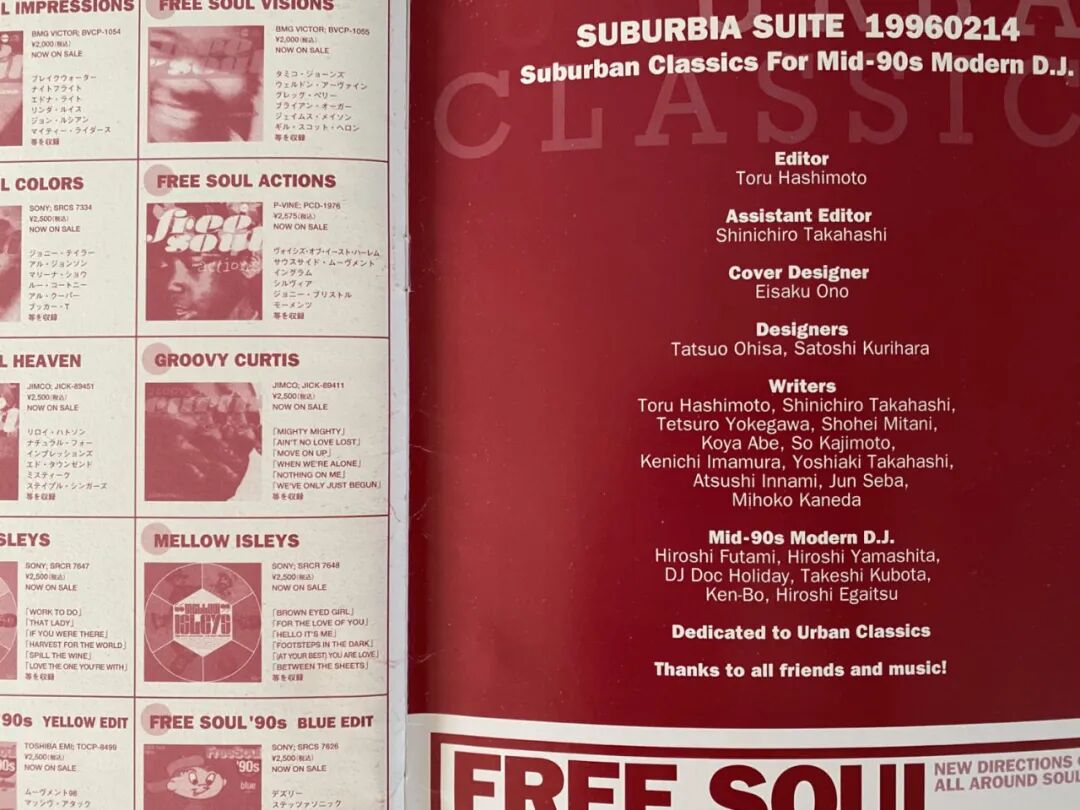 L IMPRESSIONS
BMG VICTOR; BVCP-1054
¥2,000(税込)
NOW ON SALE
ブレイクウォーター
ナイトフライト
エドナ・ライト
リンダ・ルイス
ジョン・ルシアン
マイティー・ライダース
等を収録
FREE SOUL VISIONS
BMG VICTOR; BVCP-1055
¥2,000(税込)
NOW ON SALE
タミコ・ジョーンズ
ウェルドン・アーヴァイン
グレッグ・ペリー
ブライアン・オーガー
ジェイムス・メイソン
ギル・スコット・ヘロン
等を収録
L COLORS
SONY; SRCS 7334
¥2,500(税込)
NOW ON SALE
ジョニー・テイラー
アル・ジョンソン
マリーナ・ショウ
ルー・コートニー
アル・クーパー
ブッカー・T
等を収録
FREE SOUL ACTIONS
free
soul
actions
P-VINE; PCD-1976
¥2,575(税込)
NOW ON SALE
ヴォイシズ・オブ・イースト・ハーレム
サウスサイド・ムーヴメント
イングラム
シルヴィア
ジョニー・ブリストル
モーメンツ
等を収録
L HEAVEN
JIMCO; JICK-89451
¥2,500(税込)
NOW ON SALE
リロイ・ハトソン
ナチュラル・フォー
インプレッションズ
エド・タウンゼンド
ミスティーク
ステイプル・シンガーズ
等を収録
GROOVY CURTIS
JIMCO; JICK-89411
¥2,500(税込)
NOW ON SALE
「MIGHTY MIGHTY」
「AIN'T NO LOVE LOST」
「MOVE ON UP」
「WHEN WE'RE ALONE」
「NOTHING ON ME」
「WE'VE ONLY JUST BEGUN」
等を収録
SLEYS
SONY; SRCR 7647
¥2,500(税込)
NOW ON SALE
「WORK TO DO」
「THAT LADY」
「IF YOU WERE THERE」
「HARVEST FOR THE WORLD」
「SPILL THE WINE」
「LOVE THE ONE YOU'RE WITH」
等を収録
MELLOW ISLEYS
MELLOW
ISLEYS
SONY; SRCR 7648
¥2,500(税込)
NOW ON SALE
「BROWN EYED GIRL」
「FOR THE LOVE OF YOU」
「HELLO IT'S ME」
「FOOTSTEPS IN THE DARK」
「(AT YOUR BEST) YOU ARE LOVE」
「BETWEEN THE SHEETS」
等を収録
'90s YELLOW EDIT
TOSHIBA EMI; TOCP-8499
¥2,500(税込)
NOW ON SALE
ムーヴメント98
マッシヴ・アタック
FREE SOUL '90s BLUE EDIT
FreeSoul
'90s
blue
SONY; SRCS 7626
¥2,500(税込)
NOW ON SALE
デズリー
ステッツァソニック
URBA
CLASSIC
SUBURBIA SUITE 19960214
Suburban Classics For Mid-90s Modern D.J.
Editor
Toru Hashimoto
Assistant Editor
Shinichiro Takahashi
Cover Designer
Eisaku Ono
Designers
Tatsuo Ohisa, Satoshi Kurihara
Writers
Toru Hashimoto, Shinichiro Takahashi,
Tetsuro Yokegawa, Shohei Mitani,
Koya Abe, So Kajimoto,
Kenichi Imamura, Yoshiaki Takahashi,
Atsushi Innami, Jun Seba,
Mihoko Kaneda
Mid-90s Modern D.J.
Hiroshi Futami, Hiroshi Yamashita,
DJ Doc Holiday, Takeshi Kubota,
Ken-Bo, Hiroshi Egaitsu
Dedicated to Urban Classics
Thanks to all friends and music!
FREE SOUL
NEW DIRECTIONS
ALL AROUND SOUL